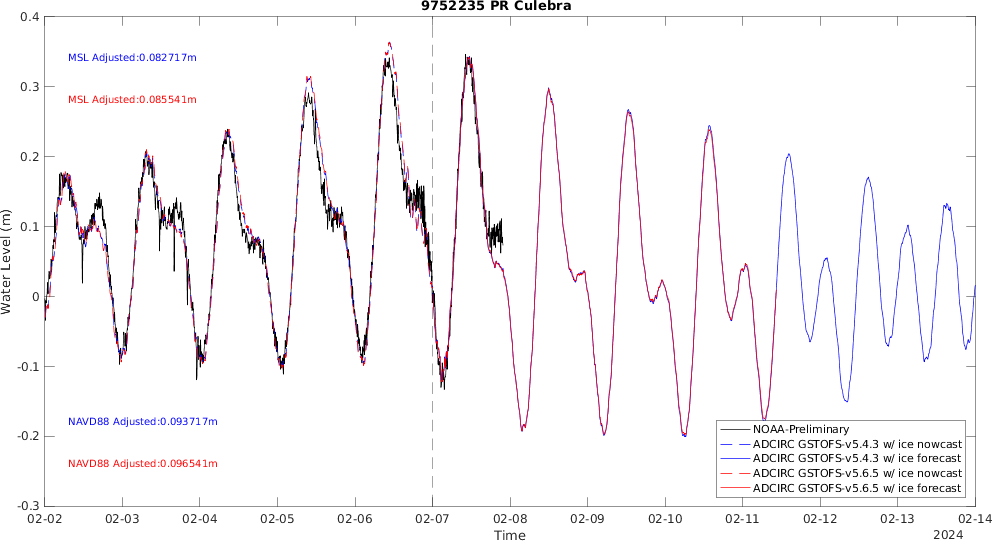 9752235 PR Culebra
0.4
0.3
0.2
0.1
0
-0.1
-0.2
-0.3
Water Level (m)
MSL Adjusted:0.082717m
MSL Adjusted:0.085541m
NAVD88 Adjusted:0.093717m
NAVD88 Adjusted:0.096541m
NOAA-Preliminary
ADCIRC GSTOFS-v5.4.3 w/ ice nowcast
ADCIRC GSTOFS-v5.4.3 w/ ice forecast
ADCIRC GSTOFS-v5.6.5 w/ ice nowcast
ADCIRC GSTOFS-v5.6.5 w/ ice forecast
02-02 02-03 02-04 02-05 02-06 02-07 02-08 02-09 02-10 02-11 02-12 02-13 02-14
Time
2024